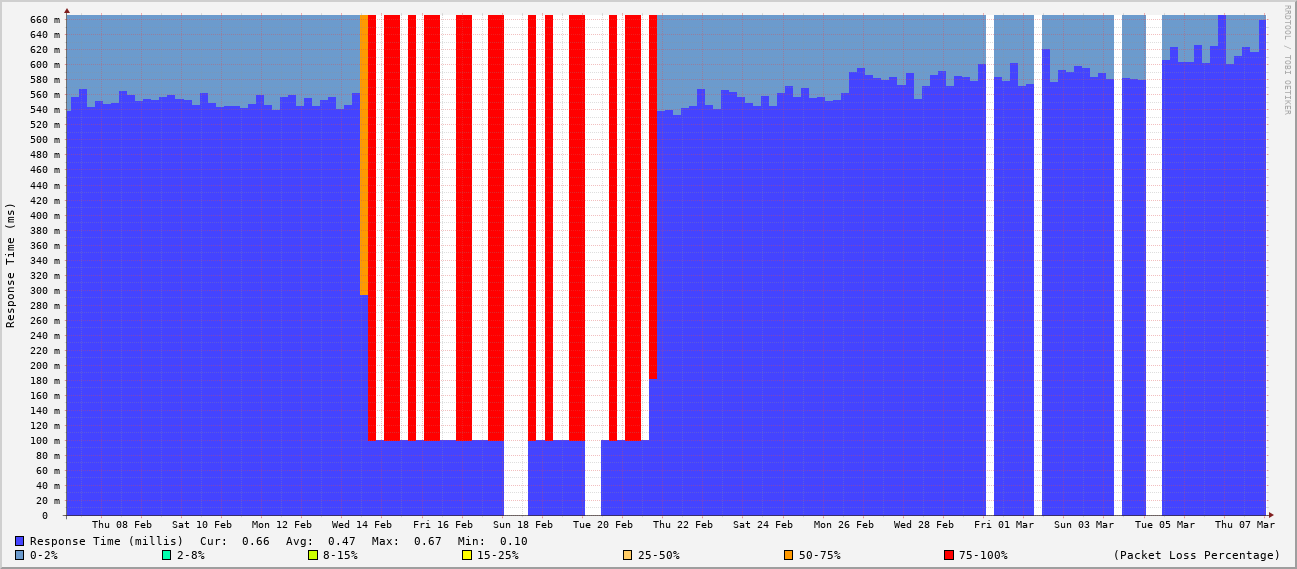 660 m
640 m
620 m
600 m
580 m
560 m
540 m
520 m
500 m
480 m
460 m
440 m
420 m
400 m
380 m
360 m
340 m
320 m
300 m
280 m
260 m
240 m
220 m
200 m
180 m
160 m
140 m
120 m
100 m
80 m
60 m
40 m
20 m
0
Response Time (ms)
RRDTOOL / TOBI OETIKER
Thu 08 Feb Sat 10 Feb Mon 12 Feb Wed 14 Feb Fri 16 Feb Sun 18 Feb Tue 20 Feb Thu 22 Feb Sat 24 Feb Mon 26 Feb Wed 28 Feb Fri 01 Mar Sun 03 Mar Tue 05 Mar Thu 07 Mar
Response Time (millis) Cur: 0.66 Avg: 0.47 Max: 0.67 Min: 0.10
0-2% 2-8% 8-15% 15-25% 25-50% 50-75% 75-100% (Packet Loss Percentage)